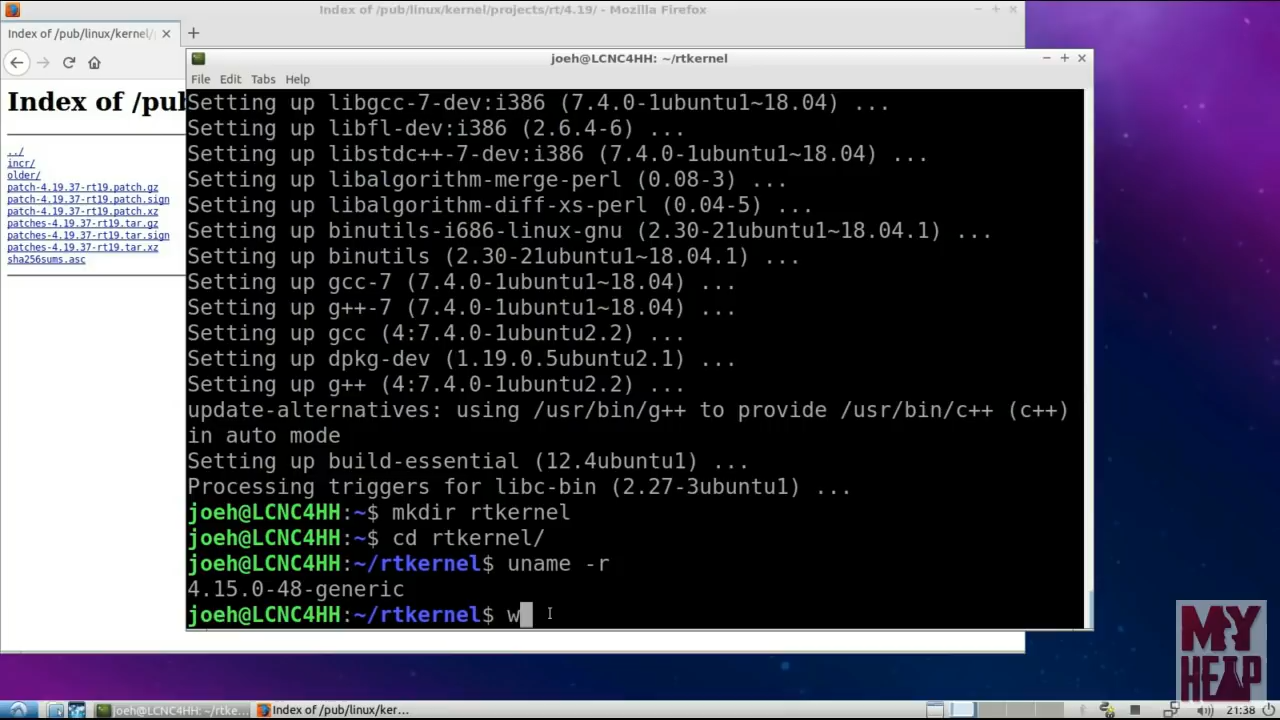 Index of /pub/linux/kernel/projects/rt/4.19/ - Mozilla Firefox
Index of /pub/linux/kernel/
joeh@LCNC4HH: ~/rtkernel
File Edit Tabs Help
Index of /pub
../
incr/
older/
patch-4.19.37-rt19.patch.gz
patch-4.19.37-rt19.patch.sign
patch-4.19.37-rt19.patch.xz
patches-4.19.37-rt19.tar.gz
patches-4.19.37-rt19.tar.sign
patches-4.19.37-rt19.tar.xz
sha256sums.asc
Setting up libgcc-7-dev:i386 (7.4.0-1ubuntu1~18.04) ...
Setting up libfl-dev:i386 (2.6.4-6) ...
Setting up libstdc++-7-dev:i386 (7.4.0-1ubuntu1~18.04) ...
Setting up libalgorithm-merge-perl (0.08-3) ...
Setting up libalgorithm-diff-xs-perl (0.04-5) ...
Setting up binutils-i686-linux-gnu (2.30-21ubuntu1~18.04.1) ...
Setting up binutils (2.30-21ubuntu1~18.04.1) ...
Setting up gcc-7 (7.4.0-1ubuntu1~18.04) ...
Setting up g++-7 (7.4.0-1ubuntu1~18.04) ...
Setting up gcc (4:7.4.0-1ubuntu2.2) ...
Setting up dpkg-dev (1.19.0.5ubuntu2.1) ...
Setting up g++ (4:7.4.0-1ubuntu2.2) ...
update-alternatives: using /usr/bin/g++ to provide /usr/bin/c++ (c++)
in auto mode
Setting up build-essential (12.4ubuntu1) ...
Processing triggers for libc-bin (2.27-3ubuntu1) ...
joeh@LCNC4HH:~$ mkdir rtkernel
joeh@LCNC4HH:~$ cd rtkernel/
joeh@LCNC4HH:~/rtkernel$ uname -r
4.15.0-48-generic
joeh@LCNC4HH:~/rtkernel$ w
MY
HEAP
joeh@LCNC4HH: ~/rtke...
Index of /pub/linux/ker...
21:38